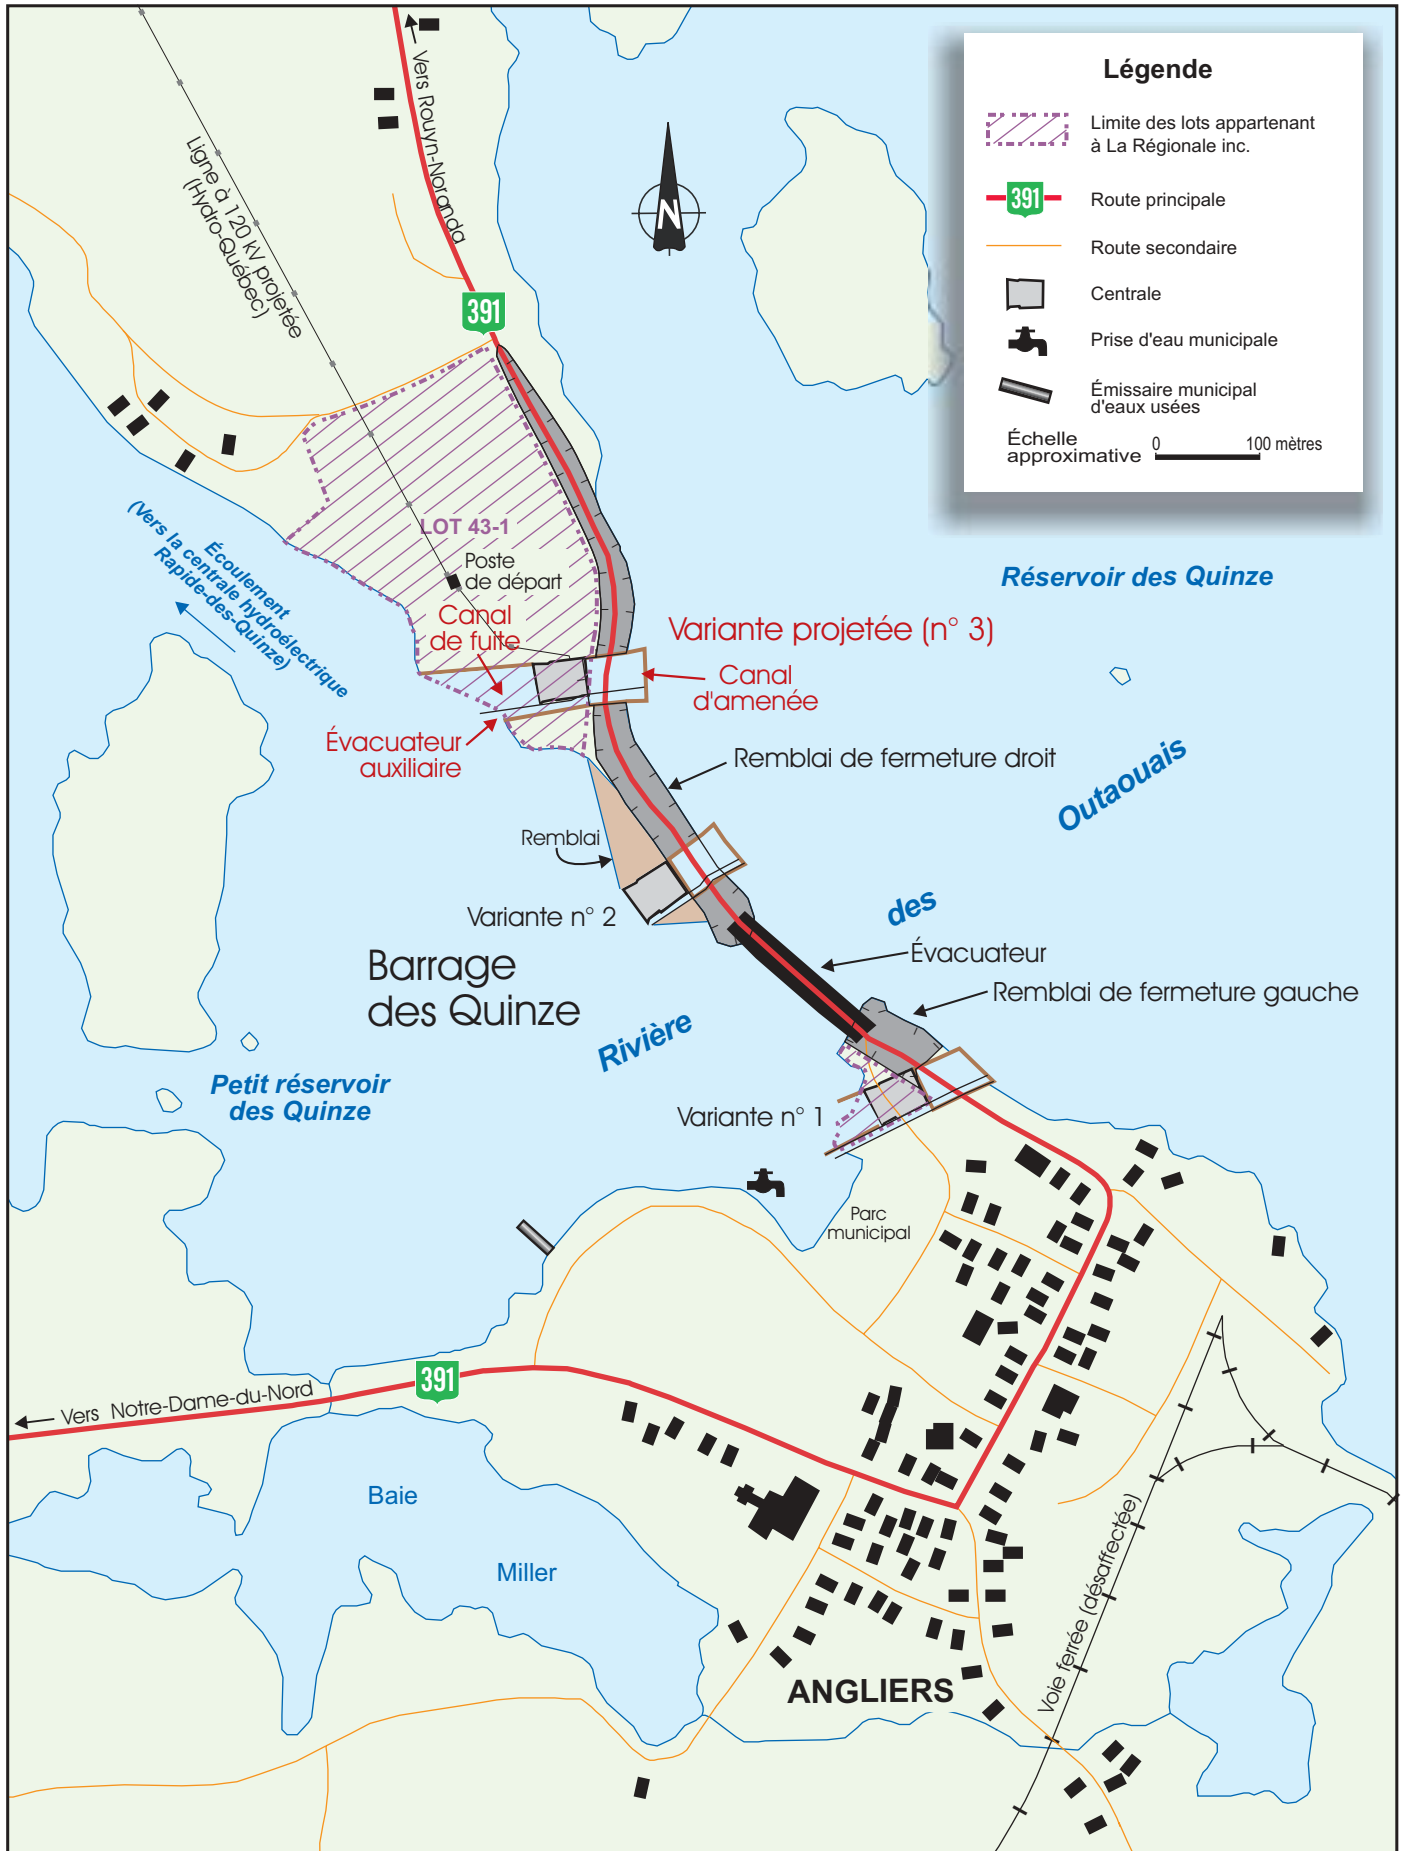 Légende
Limite des lots appartenant
à La Régionale inc.
391
Route principale
Route secondaire
Centrale
Prise d'eau municipale
Émissaire municipal
d'eaux usées
Échelle
approximative
0
100 mètres
Vers Rouyn-Noranda
Ligne à 120 kV projetée
(Hydro-Québec)
N
391
LOT 43-1
Poste
de départ
Écoulement
(Vers la centrale hydroélectrique
Rapide-des-Quinze)
Canal
de fuite
Variante projetée (n° 3)
Canal
d'amenée
Évacuateur
auxiliaire
Réservoir des Quinze
Remblai de fermeture droit
Remblai
Variante n° 2
Rivière
des
Outaouais
Évacuateur
Remblai de fermeture gauche
Barrage
des Quinze
Petit réservoir
des Quinze
Variante n° 1
Parc
municipal
391
Vers Notre-Dame-du-Nord
Baie
Miller
ANGLIERS
Voie ferrée (désaffectée)